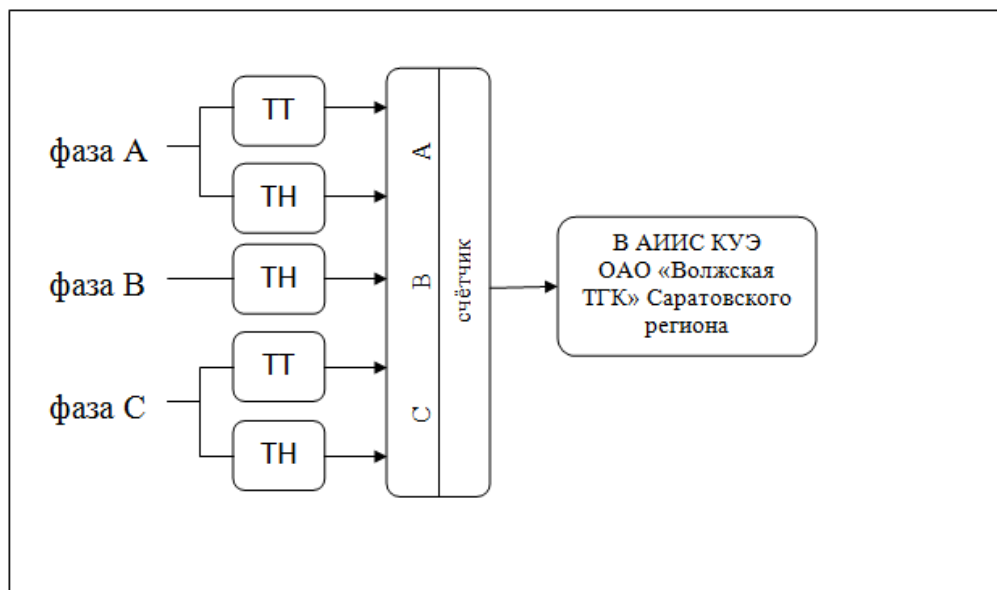 фаза А
ТТ
ТН
фаза В
ТН
фаза С
ТТ
ТН
А
В
С
счётчик
В АИИС КУЭ
ОАО «Волжская
ТГК» Саратовского
региона